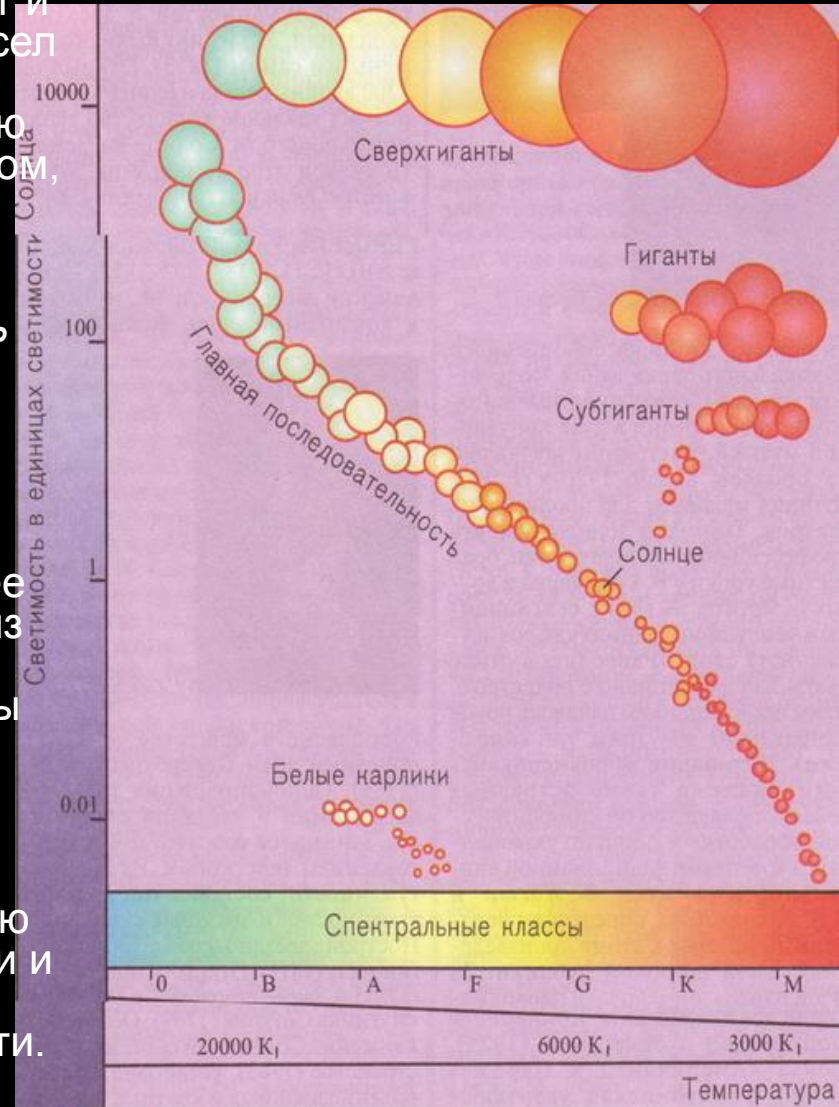 и
сел
ю
ом,
ь
е
из
ы
ю
и и
ти.
Светимость в единицах светимости Солнца
10000
100
1
0.01
Сверхгиганты
Гиганты
Субгиганты
Главная последовательность
Солнце
Белые карлики
Спектральные классы
0 B A F G K M
20000 K 6000 K 3000 K
Температура